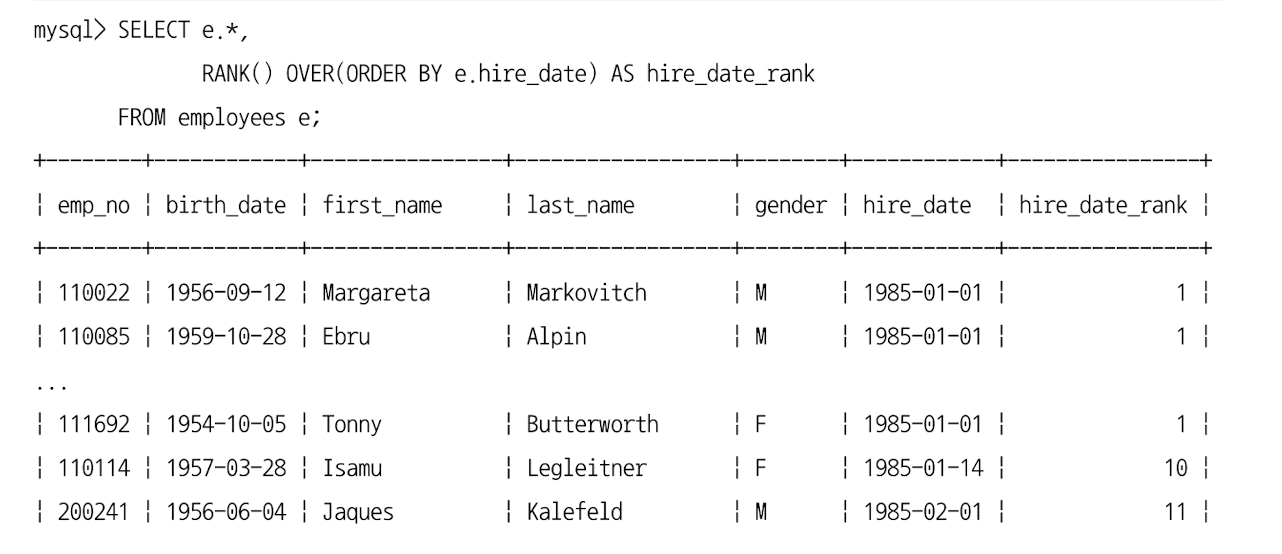 mysql> SELECT e.*,
RANK() OVER(ORDER BY e.hire_date) AS hire_date_rank
FROM employees e;
+--------+------------+----------------+------------------+--------+------------+----------------+
¦ emp_no ¦ birth_date ¦ first_name     ¦ last_name        ¦ gender ¦ hire_date  ¦ hire_date_rank ¦
+--------+------------+----------------+------------------+--------+------------+----------------+
¦ 110022 ¦ 1956-09-12 ¦ Margareta      ¦ Markovitch       ¦ M      ¦ 1985-01-01 ¦              1 ¦
¦ 110085 ¦ 1959-10-28 ¦ Ebru           ¦ Alpin            ¦ M      ¦ 1985-01-01 ¦              1 ¦
...
¦ 111692 ¦ 1954-10-05 ¦ Tonny          ¦ Butterworth      ¦ F      ¦ 1985-01-01 ¦              1 ¦
¦ 110114 ¦ 1957-03-28 ¦ Isamu          ¦ Legleitner       ¦ F      ¦ 1985-01-14 ¦             10 ¦
¦ 200241 ¦ 1956-06-04 ¦ Jaques         ¦ Kalefeld         ¦ M      ¦ 1985-02-01 ¦             11 ¦